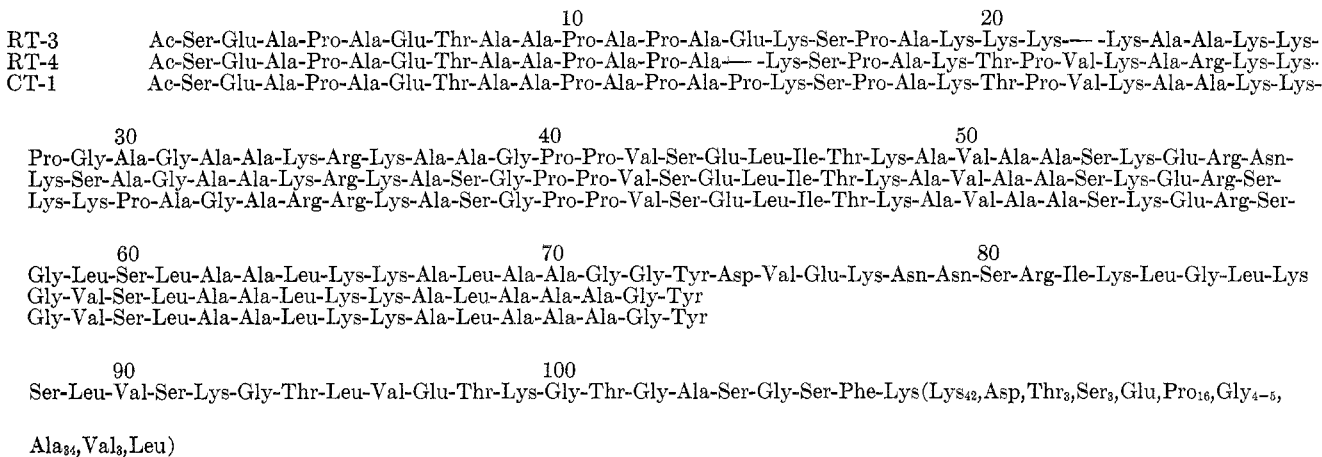 10 20
RT-3 Ac-Ser-Glu-Ala-Pro-Ala-Glu-Thr-Ala-Ala-Pro-Ala-Pro-Ala-Glu-Lys-Ser-Pro-Ala-Lys-Lys-Lys-— -Lys-Ala-Ala-Lys-Lys-
RT-4 Ac-Ser-Glu-Ala-Pro-Ala-Glu-Thr-Ala-Ala-Pro-Ala-Pro-Ala-— -Lys-Ser-Pro-Ala-Lys-Thr-Pro-Val-Lys-Ala-Arg-Lys-Lys-
CT-1 Ac-Ser-Glu-Ala-Pro-Ala-Glu-Thr-Ala-Ala-Pro-Ala-Pro-Ala-Pro-Lys-Ser-Pro-Ala-Lys-Thr-Pro-Val-Lys-Ala-Ala-Lys-Lys-
30 40 50
Pro-Gly-Ala-Gly-Ala-Ala-Lys-Arg-Lys-Ala-Ala-Gly-Pro-Pro-Val-Ser-Glu-Leu-Ile-Thr-Lys-Ala-Val-Ala-Ala-Ser-Lys-Glu-Arg-Asn-
Lys-Ser-Ala-Gly-Ala-Ala-Lys-Arg-Lys-Ala-Ser-Gly-Pro-Pro-Val-Ser-Glu-Leu-Ile-Thr-Lys-Ala-Val-Ala-Ala-Ser-Lys-Glu-Arg-Ser-
Lys-Lys-Pro-Ala-Gly-Ala-Arg-Arg-Lys-Ala-Ser-Gly-Pro-Pro-Val-Ser-Glu-Leu-Ile-Thr-Lys-Ala-Val-Ala-Ala-Ser-Lys-Glu-Arg-Ser-
60 70 80
Gly-Leu-Ser-Leu-Ala-Ala-Leu-Lys-Lys-Ala-Leu-Ala-Ala-Gly-Gly-Tyr-Asp-Val-Glu-Lys-Asn-Asn-Ser-Arg-Ile-Lys-Leu-Gly-Leu-Lys
Gly-Val-Ser-Leu-Ala-Ala-Leu-Lys-Lys-Ala-Leu-Ala-Ala-Ala-Gly-Tyr
Gly-Val-Ser-Leu-Ala-Ala-Leu-Lys-Lys-Ala-Leu-Ala-Ala-Ala-Gly-Tyr
90 100
Ser-Leu-Val-Ser-Lys-Gly-Thr-Leu-Val-Glu-Thr-Lys-Gly-Thr-Gly-Ala-Ser-Gly-Ser-Phe-Lys(Lys₄₂,Asp,Thr₃,Ser₃,Glu,Pro₁₆,Gly₄₋₅,
Ala₃₄,Val₃,Leu)